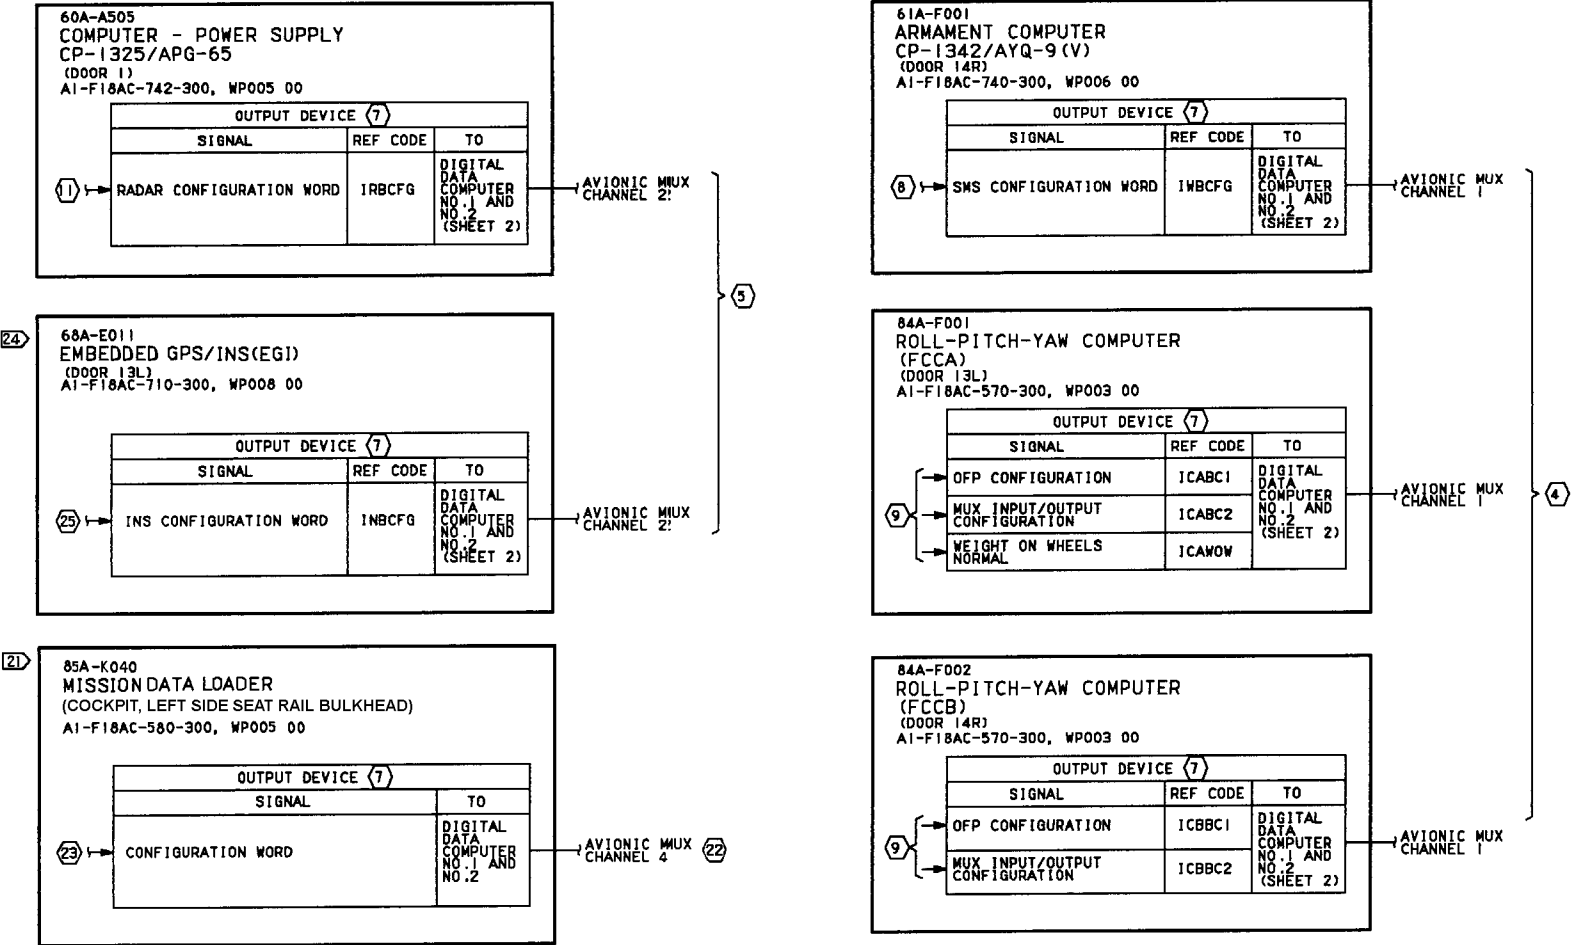 60A-A505
COMPUTER - POWER SUPPLY
CP-1325/APG-65
(DOOR 1)
A1-F18AC-742-300, WP005 00
OUTPUT DEVICE 7
SIGNAL REF CODE TO
11 RADAR CONFIGURATION WORD IRBCFG
DIGITAL
DATA
COMPUTER
NO.1 AND
NO.2
(SHEET 2)
AVIONIC MUX
CHANNEL 2
24
68A-E011
EMBEDDED GPS/INS(EGI)
(DOOR 13L)
A1-F18AC-710-300, WP008 00
OUTPUT DEVICE 7
SIGNAL REF CODE TO
25 INS CONFIGURATION WORD INBCFG
DIGITAL
DATA
COMPUTER
NO.1 AND
NO.2
(SHEET 2)
AVIONIC MUX
CHANNEL 2
5
21
85A-K040
MISSION DATA LOADER
(COCKPIT, LEFT SIDE SEAT RAIL BULKHEAD)
A1-F18AC-580-300, WP005 00
OUTPUT DEVICE 7
SIGNAL TO
23 CONFIGURATION WORD
DIGITAL
DATA
COMPUTER
NO.1 AND
NO.2
AVIONIC MUX
CHANNEL 4
22
61A-F001
ARMAMENT COMPUTER
CP-1342/AYQ-9(V)
(DOOR 14R)
A1-F18AC-740-300, WP006 00
OUTPUT DEVICE 7
SIGNAL REF CODE TO
8 SMS CONFIGURATION WORD IWBCFG
DIGITAL
DATA
COMPUTER
NO.1 AND
NO.2
(SHEET 2)
AVIONIC MUX
CHANNEL 1
84A-F001
ROLL-PITCH-YAW COMPUTER
(FCCA)
(DOOR 13L)
A1-F18AC-570-300, WP003 00
OUTPUT DEVICE 7
SIGNAL REF CODE TO
9
OFP CONFIGURATION ICABC1
MUX INPUT/OUTPUT
CONFIGURATION ICABC2
WEIGHT ON WHEELS
NORMAL ICAWOW
DIGITAL
DATA
COMPUTER
NO.1 AND
NO.2
(SHEET 2)
AVIONIC MUX
CHANNEL 1
4
84A-F002
ROLL-PITCH-YAW COMPUTER
(FCCB)
(DOOR 14R)
A1-F18AC-570-300, WP003 00
OUTPUT DEVICE 7
SIGNAL REF CODE TO
9
OFP CONFIGURATION ICBBC1
MUX INPUT/OUTPUT
CONFIGURATION ICBBC2
DIGITAL
DATA
COMPUTER
NO.1 AND
NO.2
(SHEET 2)
AVIONIC MUX
CHANNEL 1